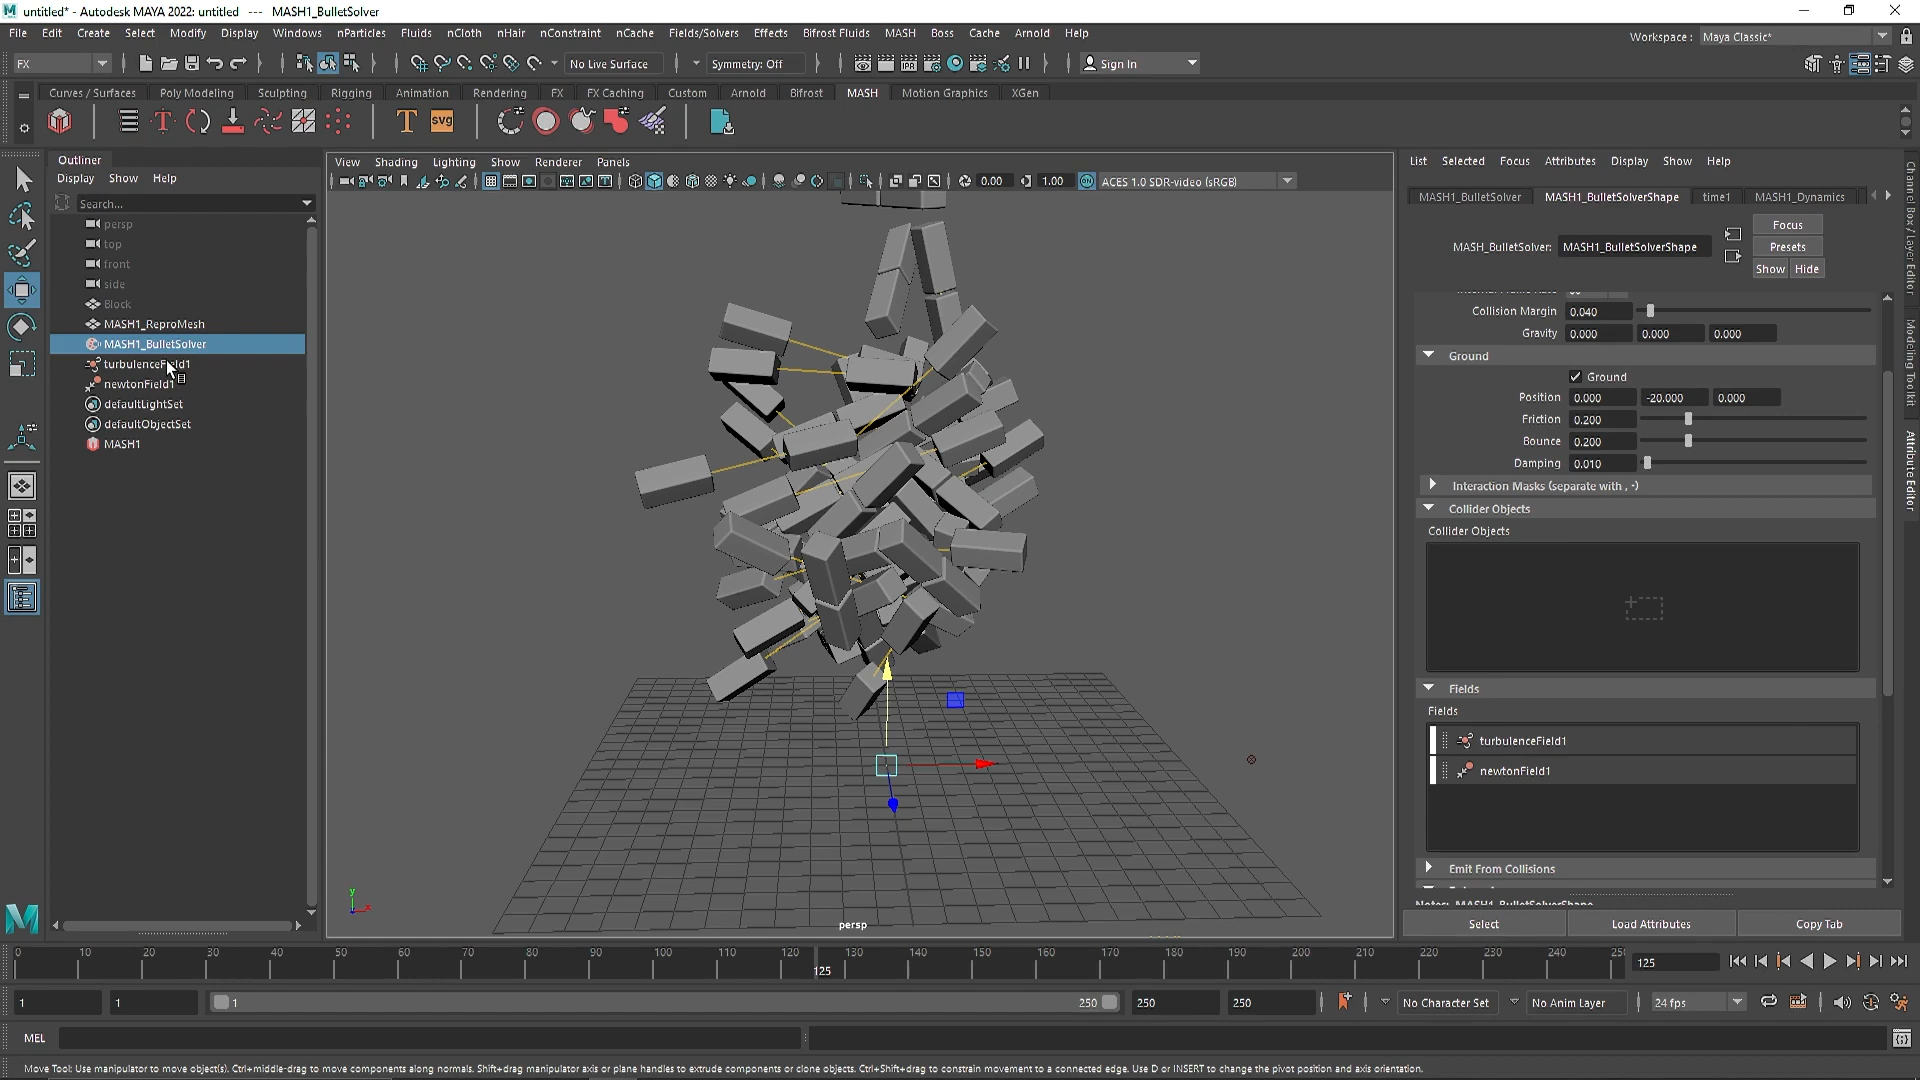 untitled* - Autodesk MAYA 2022: untitled --- MASH1_BulletSolver
File Edit Create Select Modify Display Windows nParticles Fluids nCloth nHair nConstraint nCache Fields/Solvers Effects Bifrost Fluids MASH Boss Cache Arnold Help
Workspace: Maya Classic*
FX No Live Surface Symmetry: Off Sign In
Curves / Surfaces Poly Modeling Sculpting Rigging Animation Rendering FX FX Caching Custom Arnold Bifrost MASH Motion Graphics XGen
T T svg
Outliner
Display Show Help
Search...
persp
top
front
side
Block
MASH1_ReproMesh
MASH1_BulletSolver
turbulenceField1
newtonField1
defaultLightSet
defaultObjectSet
MASH1
View Shading Lighting Show Renderer Panels
0.00 1.00 ON ACES 1.0 SDR-video (sRGB)
persp
y
x
List Selected Focus Attributes Display Show Help
MASH1_BulletSolver MASH1_BulletSolverShape time1 MASH1_Dynamics
MASH_BulletSolver: MASH1_BulletSolverShape
Focus
Presets
Show Hide
Collision Margin 0.040
Gravity 0.000 0.000 0.000
Ground
Ground
Position 0.000 -20.000 0.000
Friction 0.200
Bounce 0.200
Damping 0.010
Interaction Masks (separate with , -)
Collider Objects
Collider Objects
Fields
Fields
turbulenceField1
newtonField1
Emit From Collisions
Notes: MASH1_BulletSolverShape
Select Load Attributes Copy Tab
Channel Box / Layer Editor
Modeling Toolkit
Attribute Editor
0 10 20 30 40 50 60 70 80 90 100 110 120 130 140 150 160 170 180 190 200 210 220 230 240 25
125
125
1 1 1 250 250 250 No Character Set No Anim Layer 24 fps
MEL
Move Tool: Use manipulator to move object(s). Ctrl+middle-drag to move components along normals. Shift+drag manipulator axis or plane handles to extrude components or clone objects. Ctrl+Shift+drag to constrain movement to a connected edge. Use D or INSERT to change the pivot position and axis orientation.